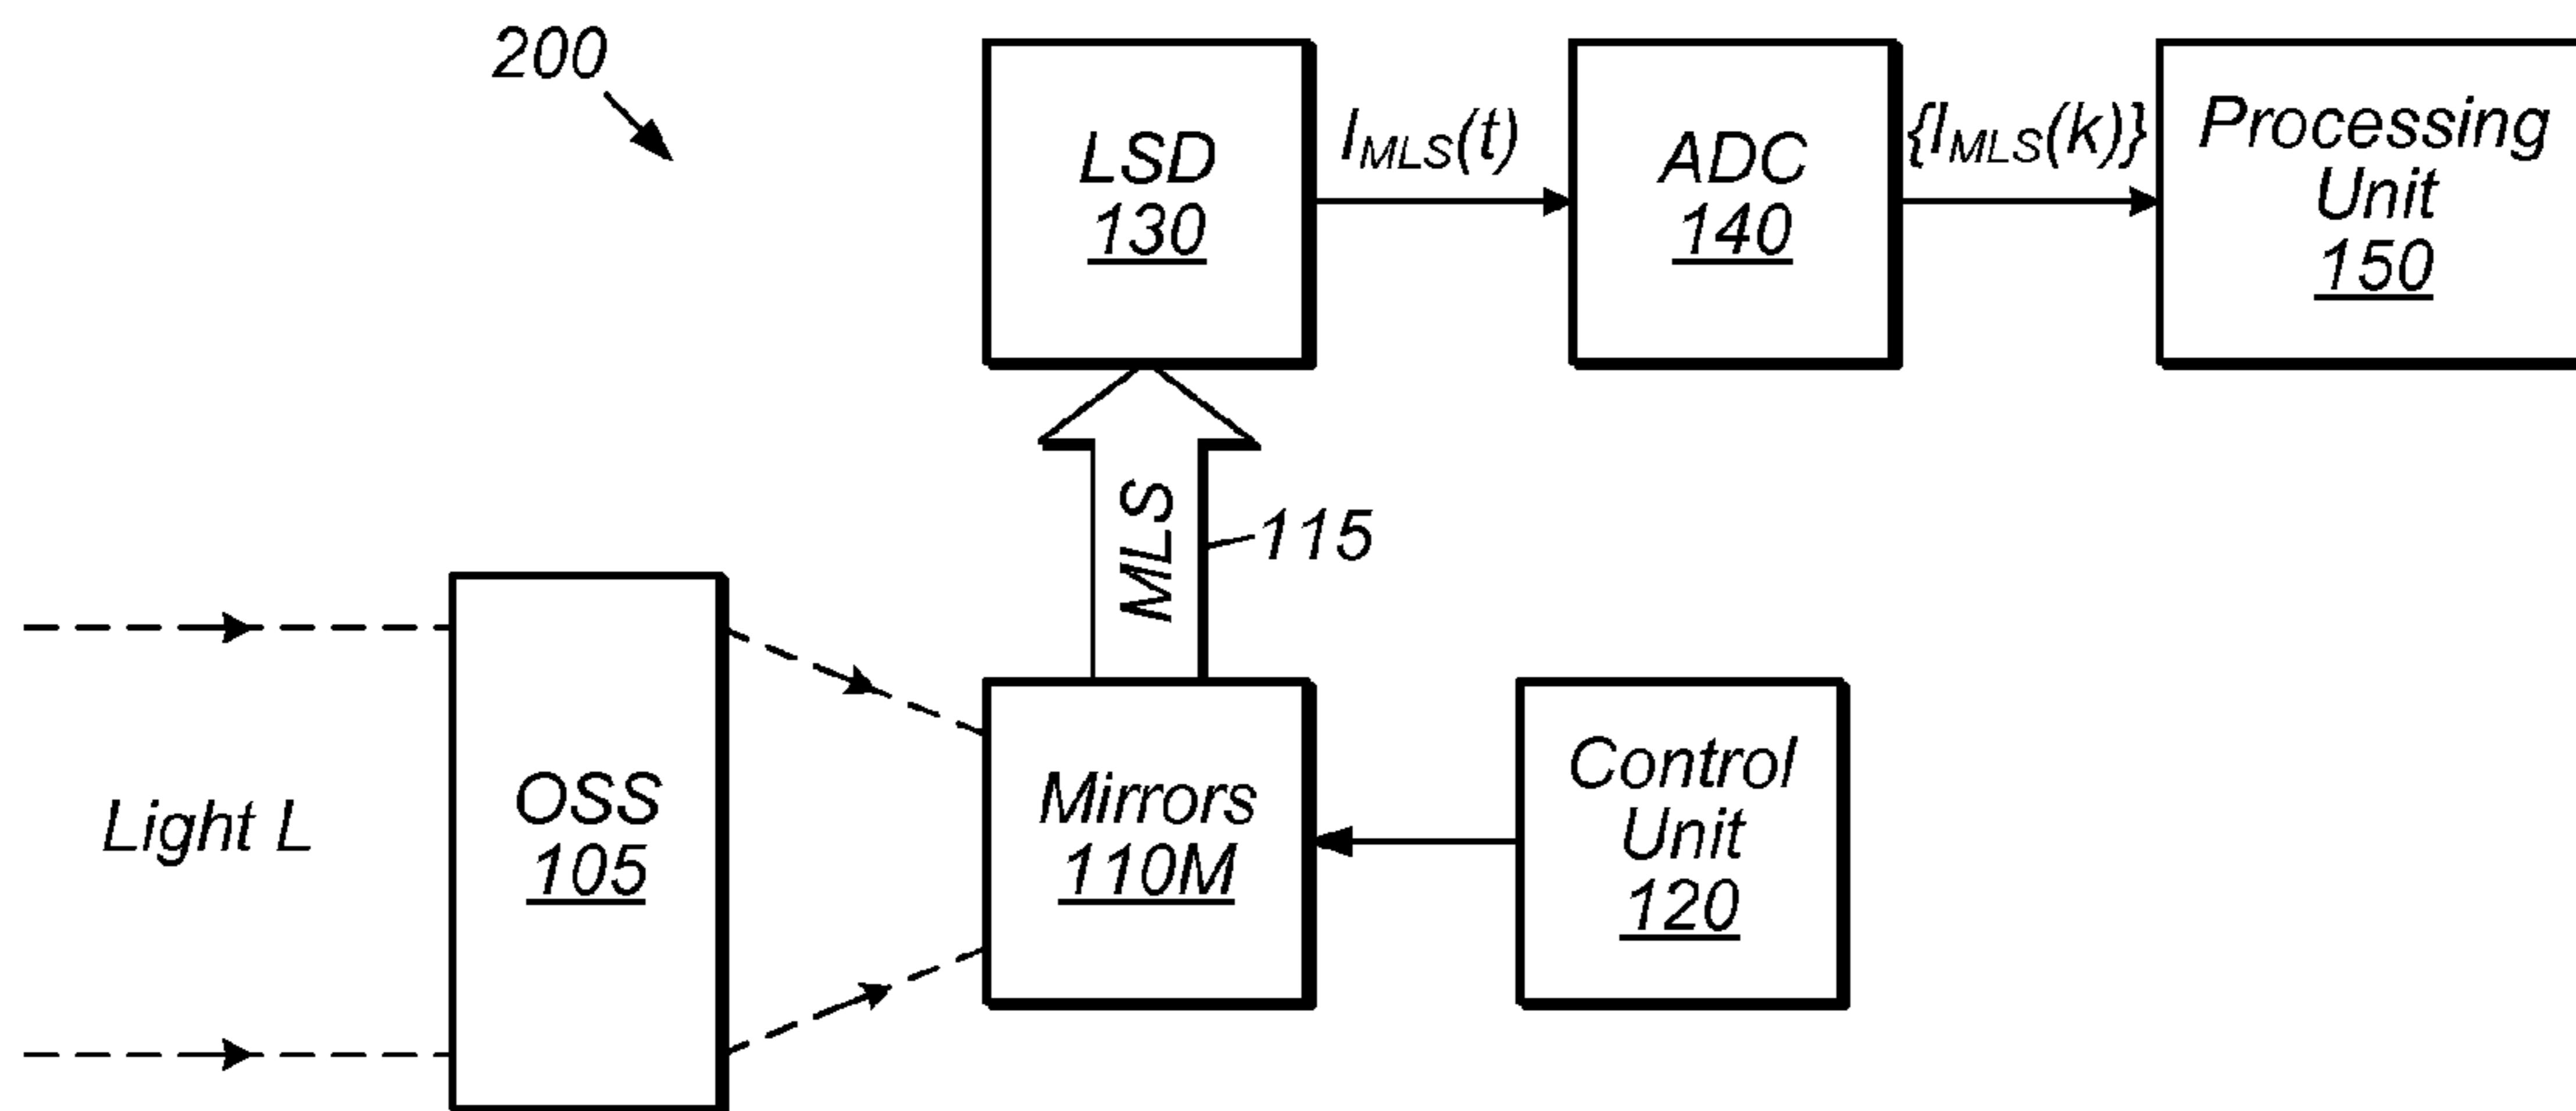 200
LSD
130
I_MLS(t)
ADC
140
{I_MLS(k)}
Processing
Unit
150
MLS
115
Light L
OSS
105
Mirrors
110M
Control
Unit
120